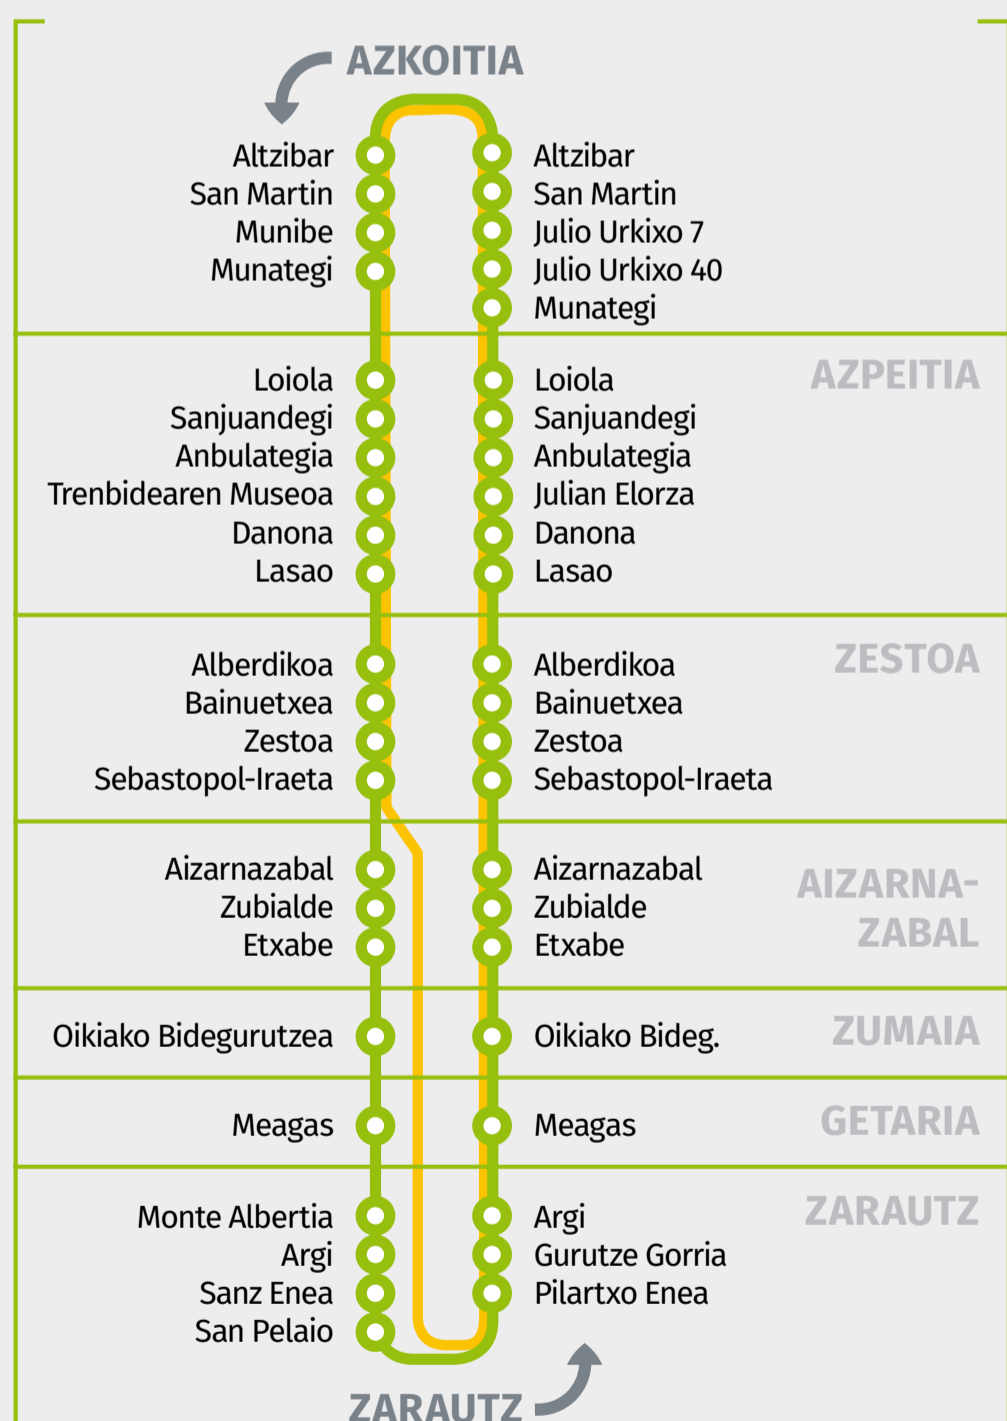 AZKOITIA
Altzibar
San Martin
Munibe
Munategi
Altzibar
San Martin
Julio Urkixo 7
Julio Urkixo 40
Munategi
AZPEITIA
Loiola
Sanjuandegi
Anbulategia
Trenbidearen Museoa
Danona
Lasao
Loiola
Sanjuandegi
Anbulategia
Julian Elorza
Danona
Lasao
ZESTOA
Alberdikoa
Bainuetxea
Zestoa
Sebastopol-Iraeta
Alberdikoa
Bainuetxea
Zestoa
Sebastopol-Iraeta
AIZARNA-
ZABAL
Aizarnazabal
Zubialde
Etxabe
Aizarnazabal
Zubialde
Etxabe
ZUMAIA
Oikiako Bidegurutzea
Oikiako Bideg.
GETARIA
Meagas
Meagas
ZARAUTZ
Monte Albertia
Argi
Sanz Enea
San Pelaio
Argi
Gurutze Gorria
Pilartxo Enea
ZARAUTZ